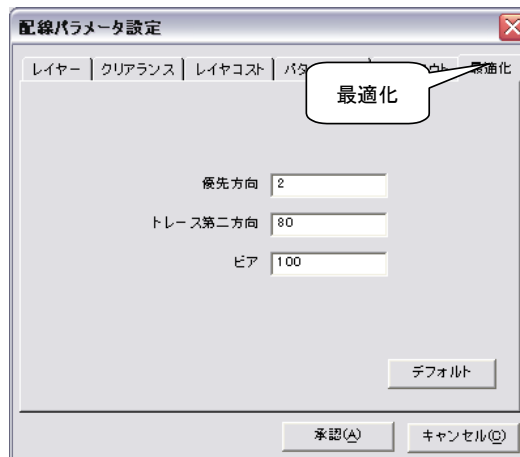 配線パラメータ設定
レイヤー クリアランス レイヤコスト 最適化
最適化
優先方向 2
トレース第二方向 80
ビア 100
デフォルト
承認(A) キャンセル(C)